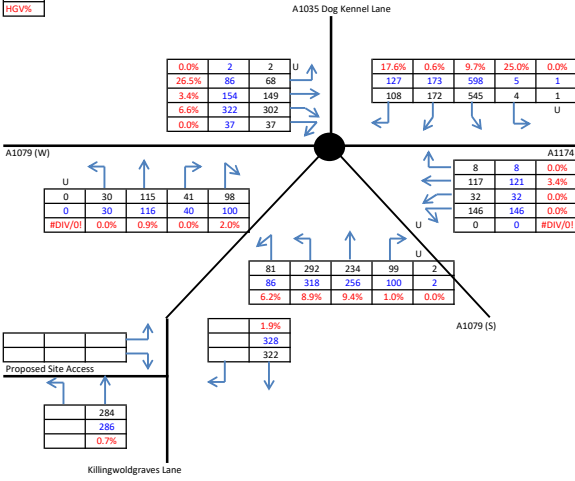 HGV%
A1035 Dog Kennel Lane
0.0% 2 2 U
26.5% 86 68
3.4% 154 149
6.6% 322 302
0.0% 37 37
17.6% 0.6% 9.7% 25.0% 0.0%
127 173 598 5 1
108 172 545 4 1
U
A1079 (W)
A1174
U
0 30 115 41 98
0 30 116 40 100
#DIV/0! 0.0% 0.9% 0.0% 2.0%
8 8 0.0%
117 121 3.4%
32 32 0.0%
146 146 0.0%
U 0 0 #DIV/0!
U
81 292 234 99 2
86 318 256 100 2
6.2% 8.9% 9.4% 1.0% 0.0%
A1079 (S)
1.9%
328
322
Proposed Site Access
284
286
0.7%
Killingwoldgraves Lane